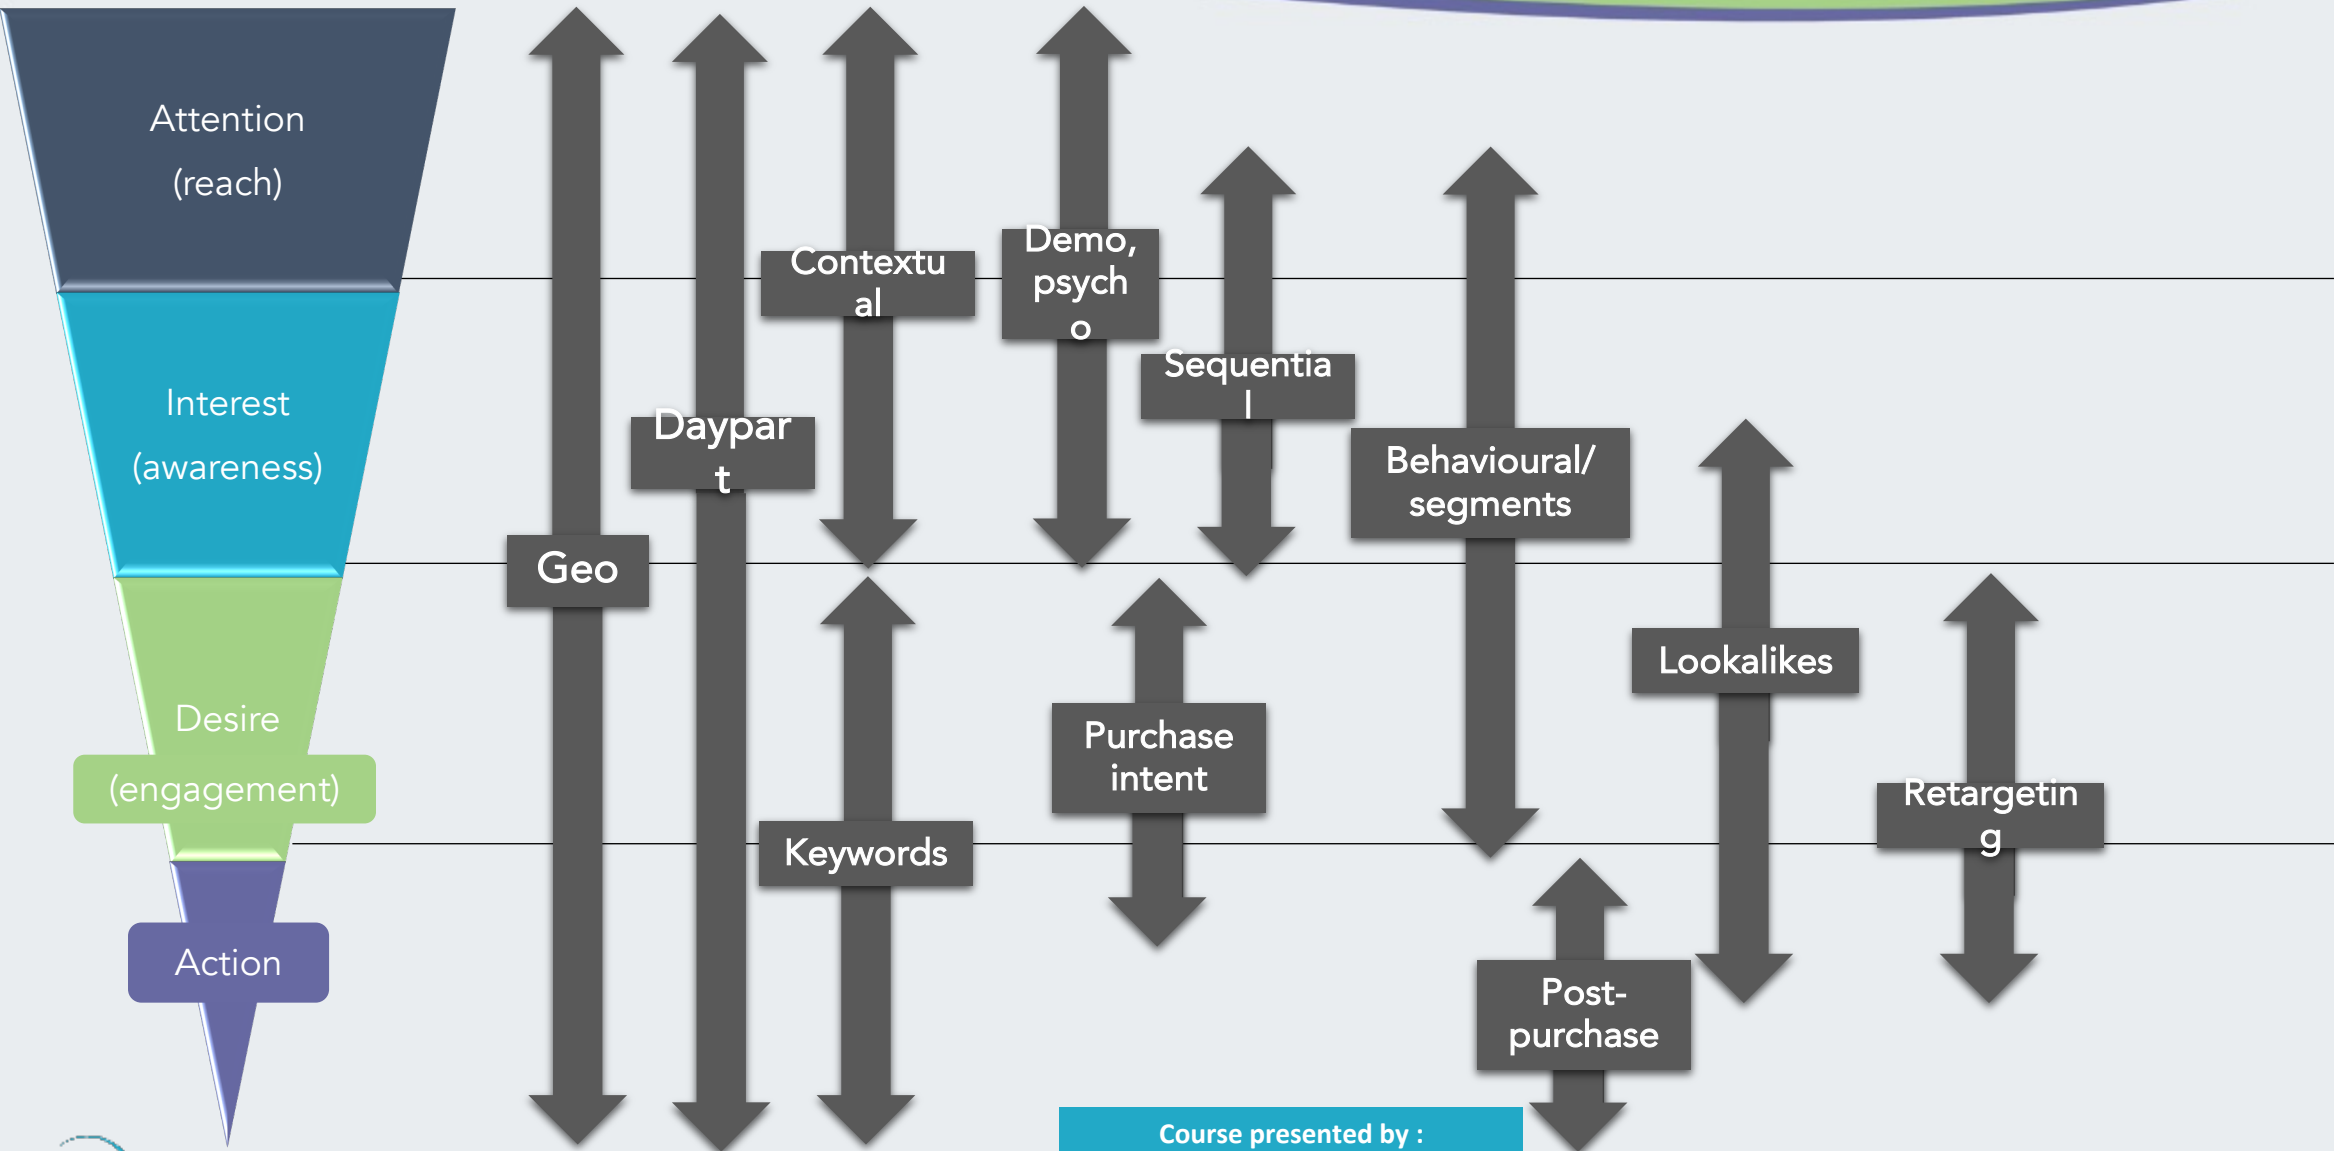 Attention
(reach)
Interest
(awareness)
Desire
(engagement)
Action
Geo
Daypar
t
Contextu
al
Demo,
psych
o
Sequentia
l
Behavioural/
segments
Lookalikes
Retargetin
g
Keywords
Purchase
intent
Post-
purchase
Course presented by :